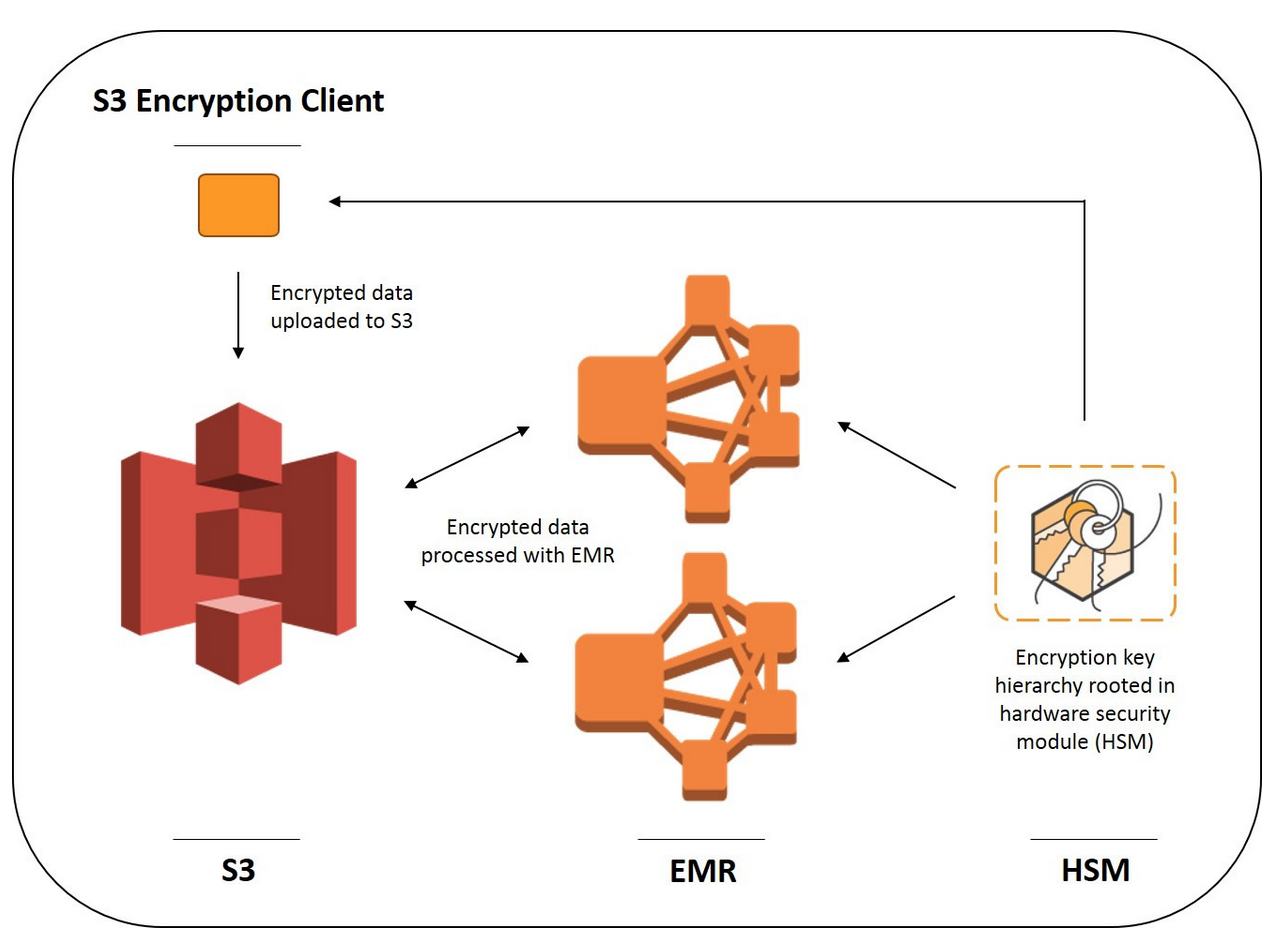 S3 Encryption Client
Encrypted data
uploaded to S3
Encrypted data
processed with EMR
Encryption key
hierarchy rooted in
hardware security
module (HSM)
S3
EMR
HSM